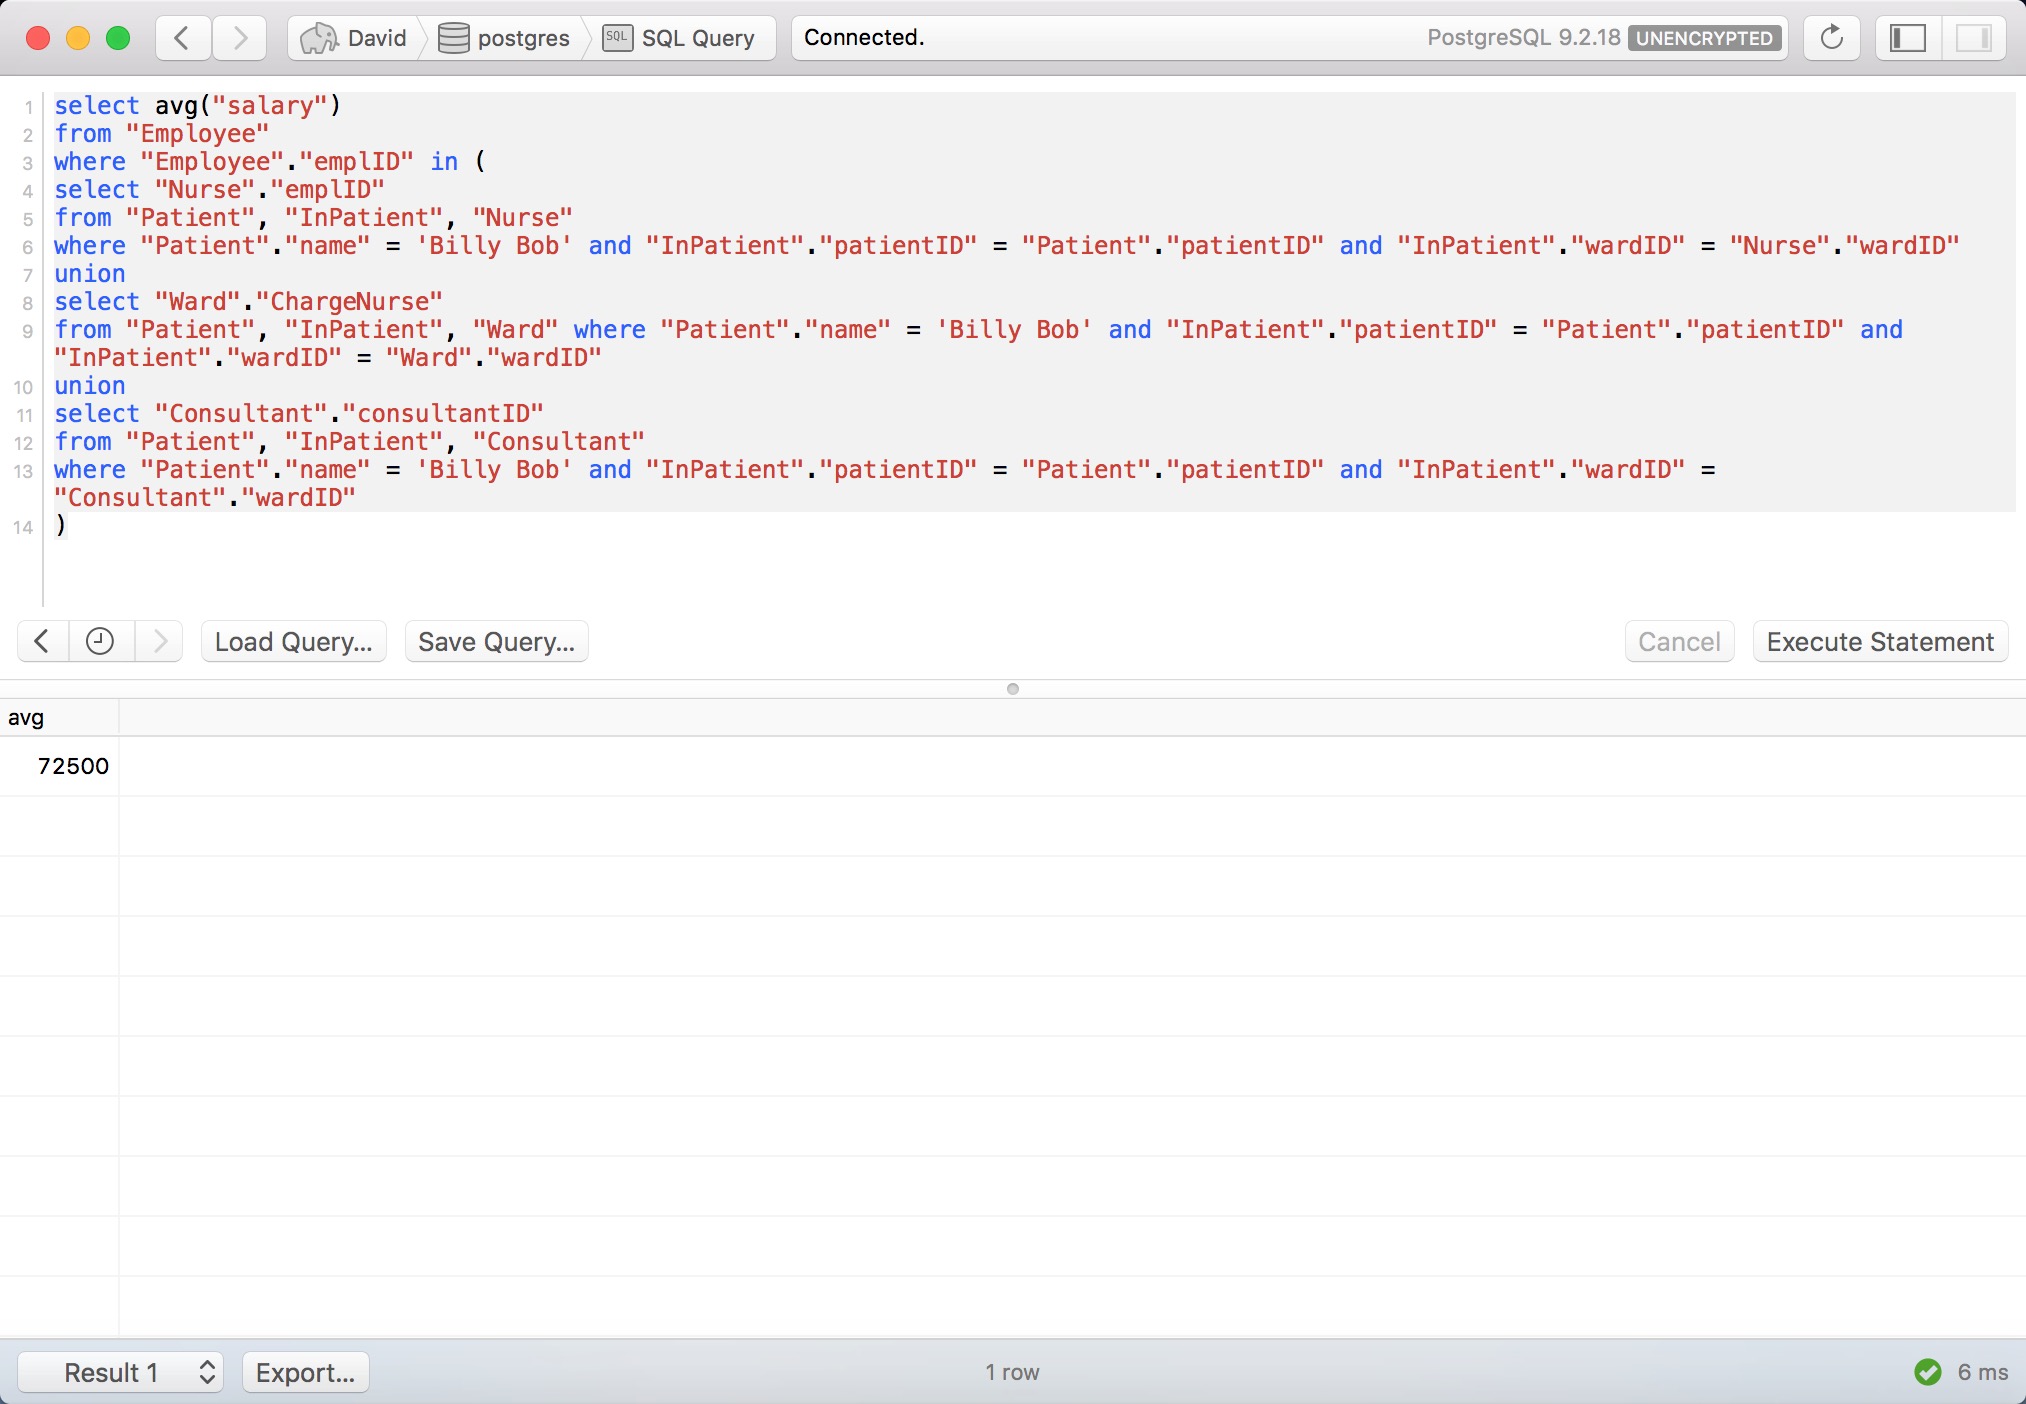 David postgres SQL SQL Query Connected. PostgreSQL 9.2.18 UNENCRYPTED
1 select avg("salary")
2 from "Employee"
3 where "Employee"."emplID" in (
4 select "Nurse"."emplID"
5 from "Patient", "InPatient", "Nurse"
6 where "Patient"."name" = 'Billy Bob' and "InPatient"."patientID" = "Patient"."patientID" and "InPatient"."wardID" = "Nurse"."wardID"
7 union
8 select "Ward"."ChargeNurse"
9 from "Patient", "InPatient", "Ward" where "Patient"."name" = 'Billy Bob' and "InPatient"."patientID" = "Patient"."patientID" and
"InPatient"."wardID" = "Ward"."wardID"
10 union
11 select "Consultant"."consultantID"
12 from "Patient", "InPatient", "Consultant"
13 where "Patient"."name" = 'Billy Bob' and "InPatient"."patientID" = "Patient"."patientID" and "InPatient"."wardID" =
"Consultant"."wardID"
14 )
Load Query... Save Query... Cancel Execute Statement
avg
72500
Result 1 Export... 1 row 6 ms